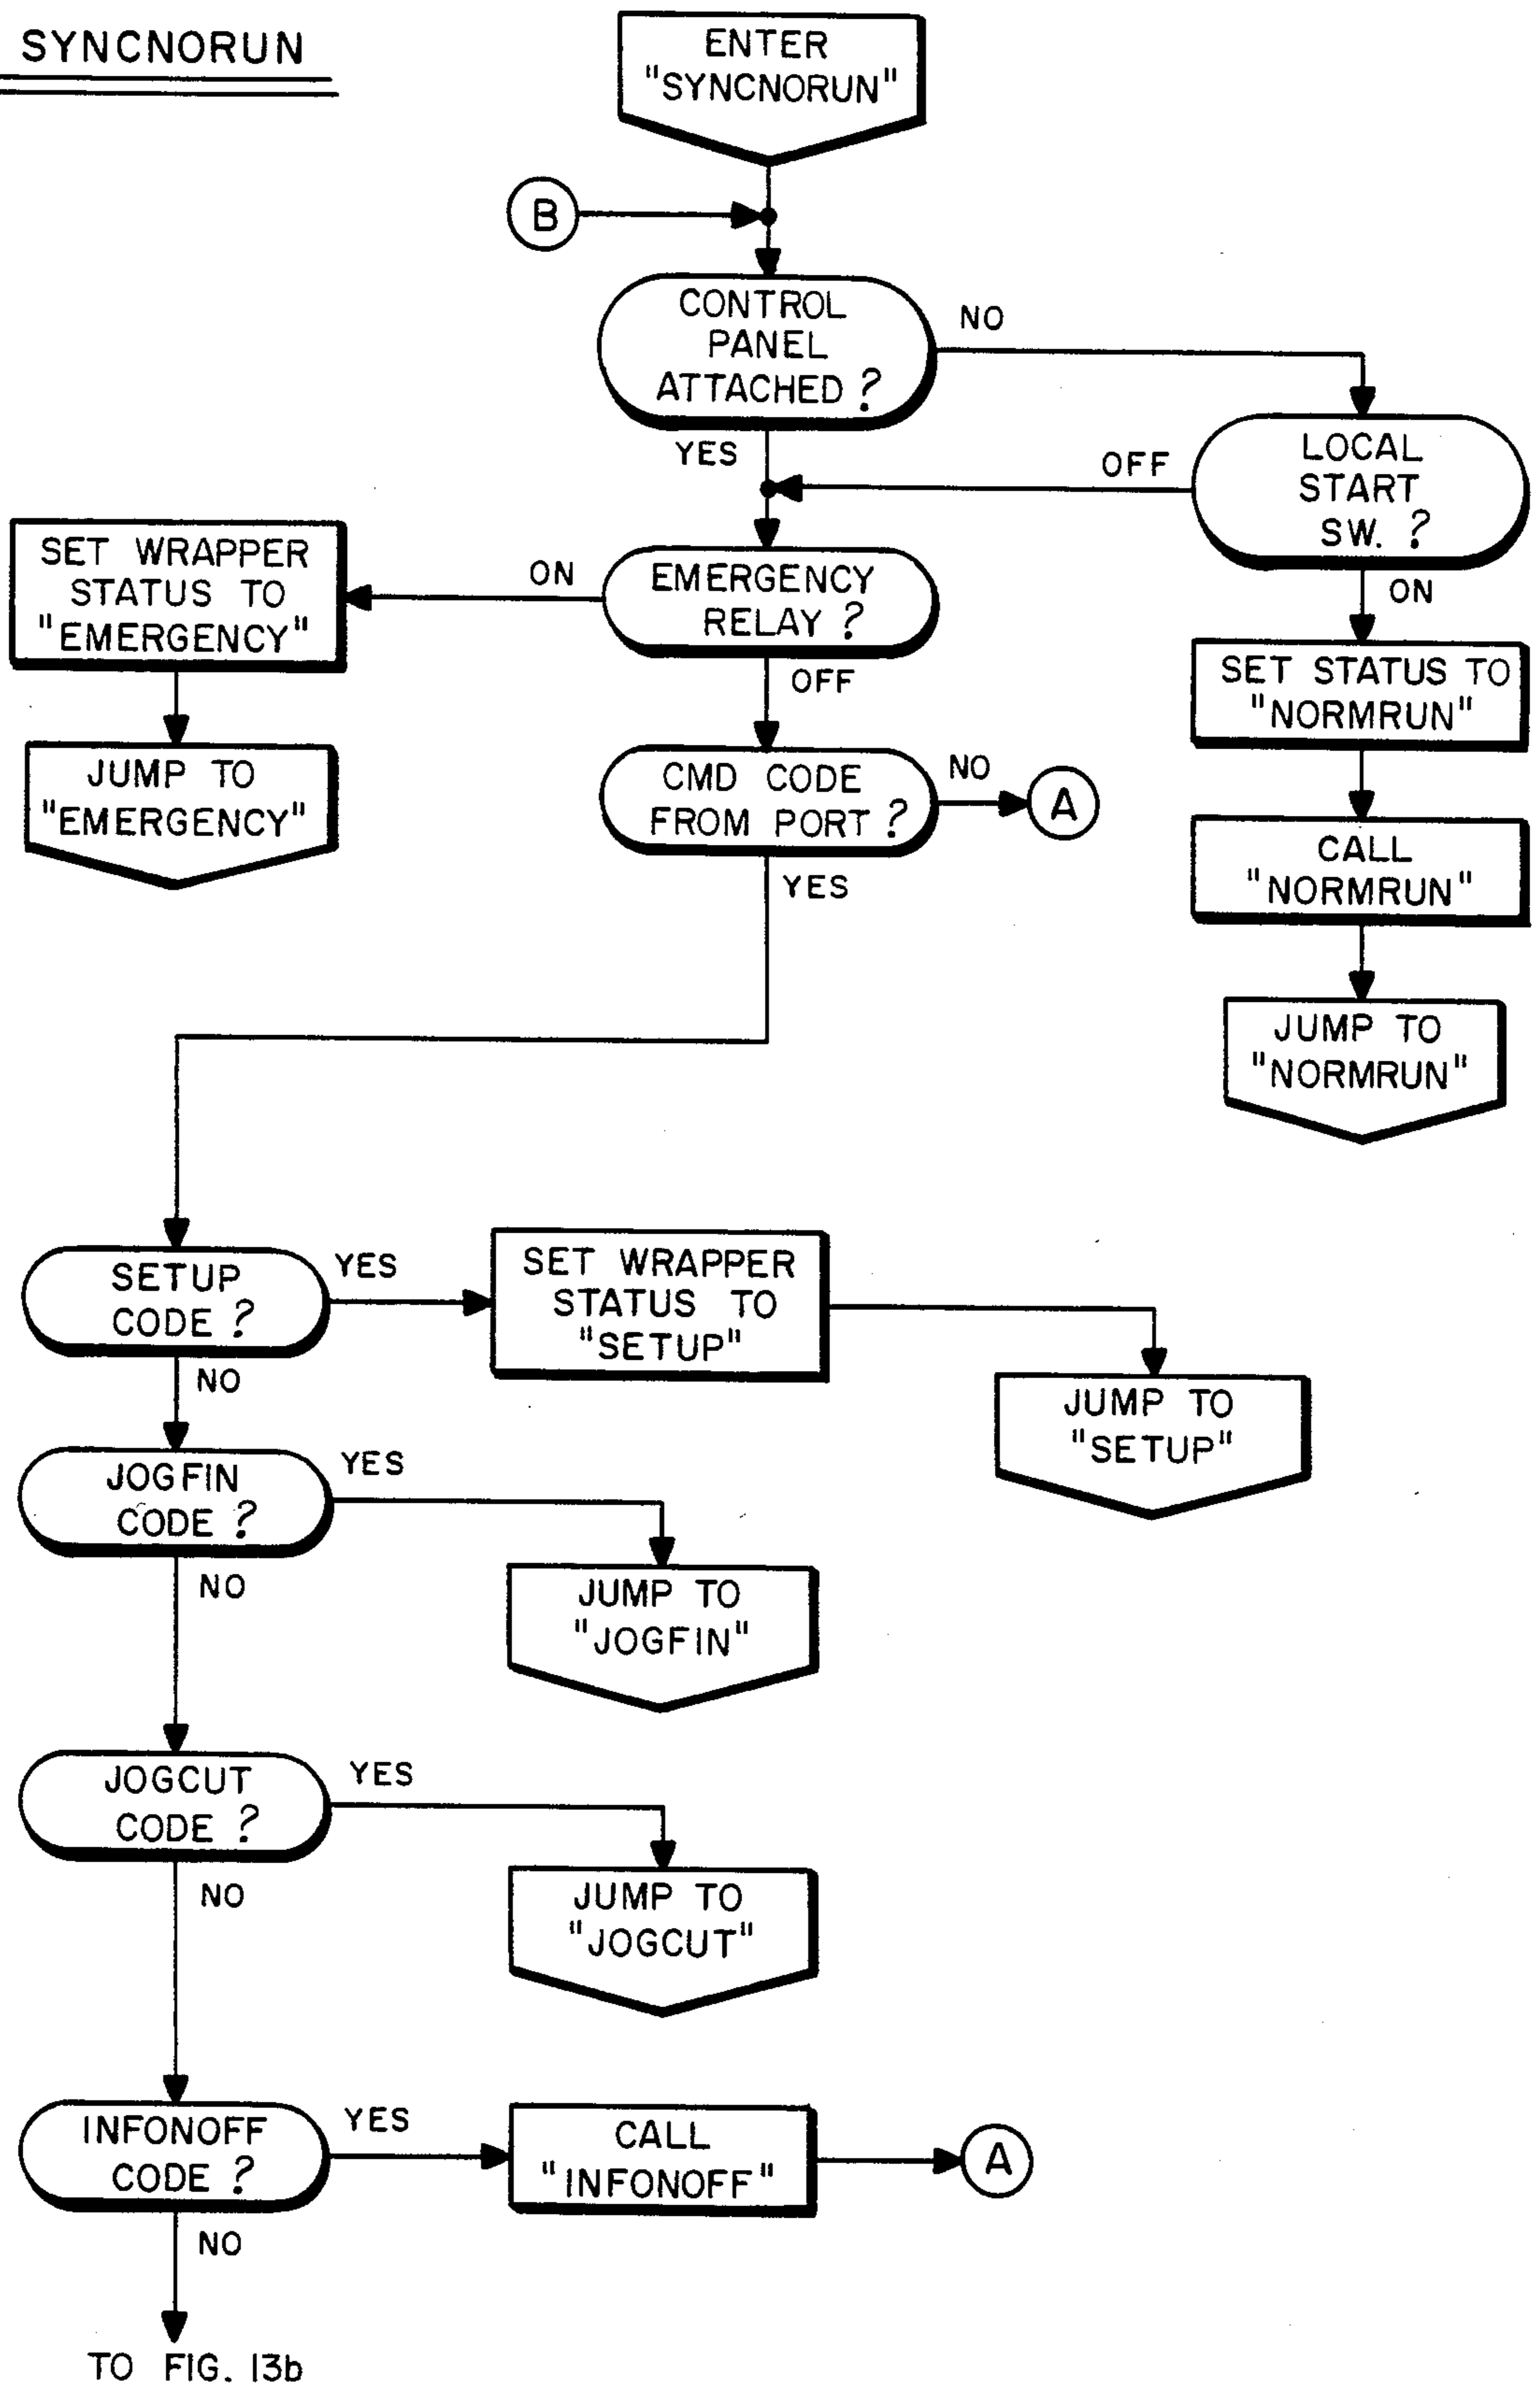 SYNCNORUN
ENTER
"SYNCNORUN"
B
CONTROL
PANEL
ATTACHED ?
NO
YES
LOCAL
START
SW. ?
OFF
ON
SET WRAPPER
STATUS TO
"EMERGENCY"
ON
EMERGENCY
RELAY ?
OFF
SET STATUS TO
"NORMRUN"
JUMP TO
"EMERGENCY"
CMD CODE
FROM PORT ?
NO
A
YES
CALL
"NORMRUN"
JUMP TO
"NORMRUN"
SETUP
CODE ?
YES
SET WRAPPER
STATUS TO
"SETUP"
NO
JUMP TO
"SETUP"
JOGFIN
CODE ?
YES
NO
JUMP TO
"JOGFIN"
JOGCUT
CODE ?
YES
NO
JUMP TO
"JOGCUT"
INFONOFF
CODE ?
YES
CALL
"INFONOFF"
A
NO
TO FIG. 13b